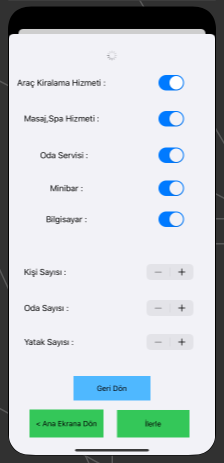 Araç Kiralama Hizmeti :
Masaj,Spa Hizmeti :
Oda Servisi :
Minibar :
Bilgisayar :
Kişi Sayısı :
Oda Sayısı :
Yatak Sayısı :
Geri Dön
< Ana Ekrana Dön
İlerle